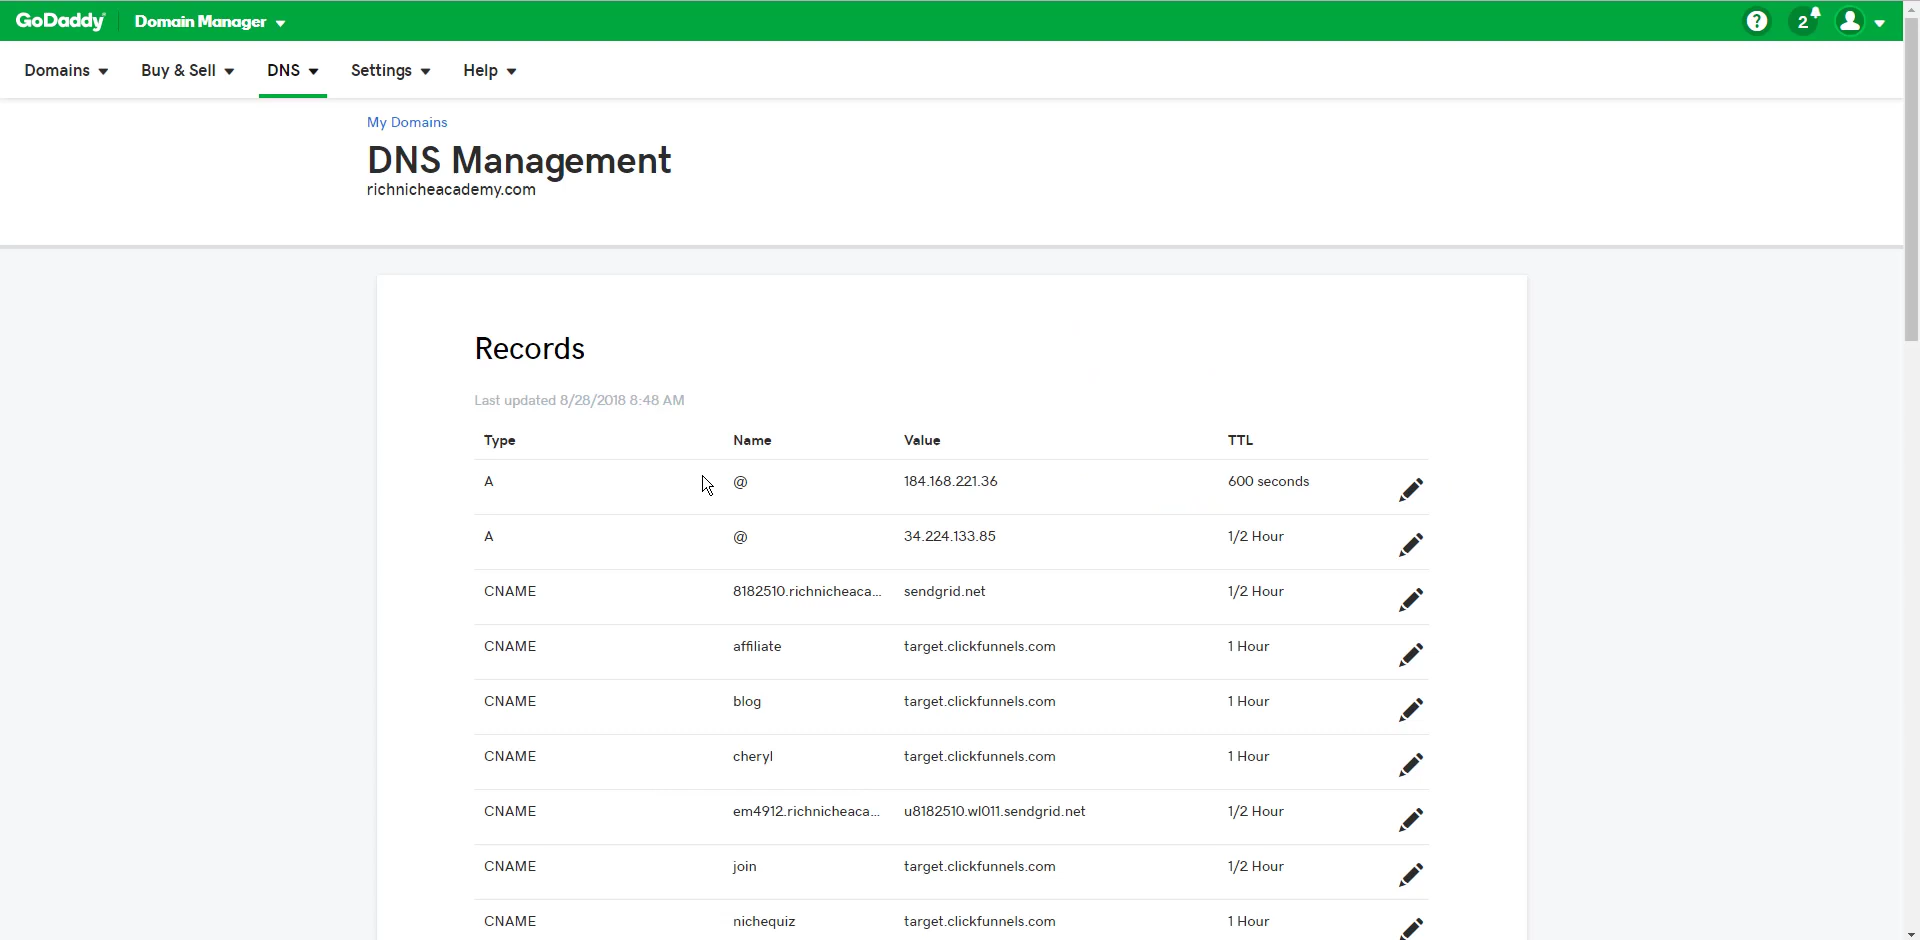 GoDaddy Domain Manager
2
Domains Buy & Sell DNS Settings Help
My Domains
DNS Management
richnicheacademy.com
Records
Last updated 8/28/2018 8:48 AM
Type Name Value TTL
A @ 184.168.221.36 600 seconds
A @ 34.224.133.85 1/2 Hour
CNAME 8182510.richnicheaca... sendgrid.net 1/2 Hour
CNAME affiliate target.clickfunnels.com 1 Hour
CNAME blog target.clickfunnels.com 1 Hour
CNAME cheryl target.clickfunnels.com 1 Hour
CNAME em4912.richnicheaca... u8182510.wl011.sendgrid.net 1/2 Hour
CNAME join target.clickfunnels.com 1/2 Hour
CNAME nichequiz target.clickfunnels.com 1 Hour